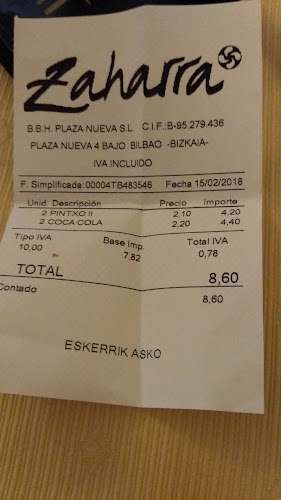 Zaharra
B.B.H. PLAZA NUEVA S.L. C.I.F.:B-95.279.436
PLAZA NUEVA 4 BAJO BILBAO -BIZKAIA-
IVA INCLUIDO
F. Simplificada:00004TB483546 Fecha 15/02/2018
Unid. Descripción Precio Importe
2 PINTXO II 2,10 4,20
2 COCA COLA 2,20 4,40
Tipo IVA Base Imp. Total IVA
10,00 7,82 0,78
TOTAL 8,60
Contado 8,60
ESKERRIK ASKO